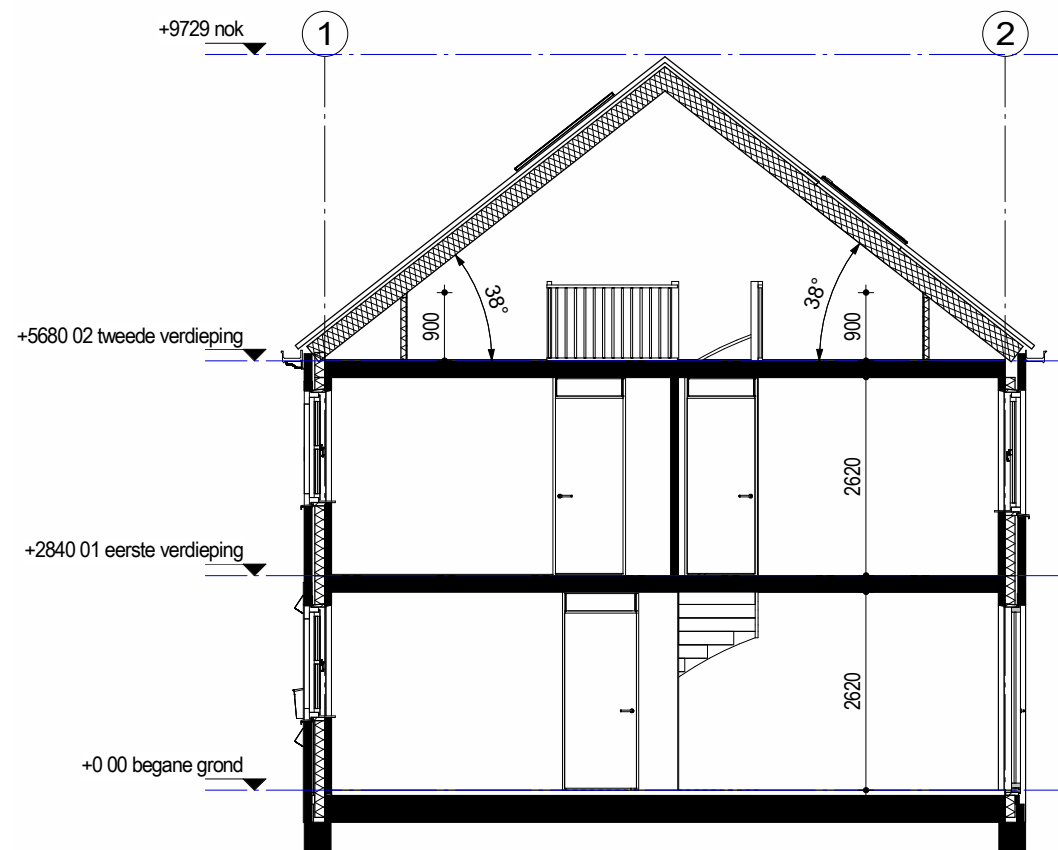 +9729 nok
1
2
38°
38°
900
900
+5680 02 tweede verdieping
2620
+2840 01 eerste verdieping
2620
+0 00 begane grond